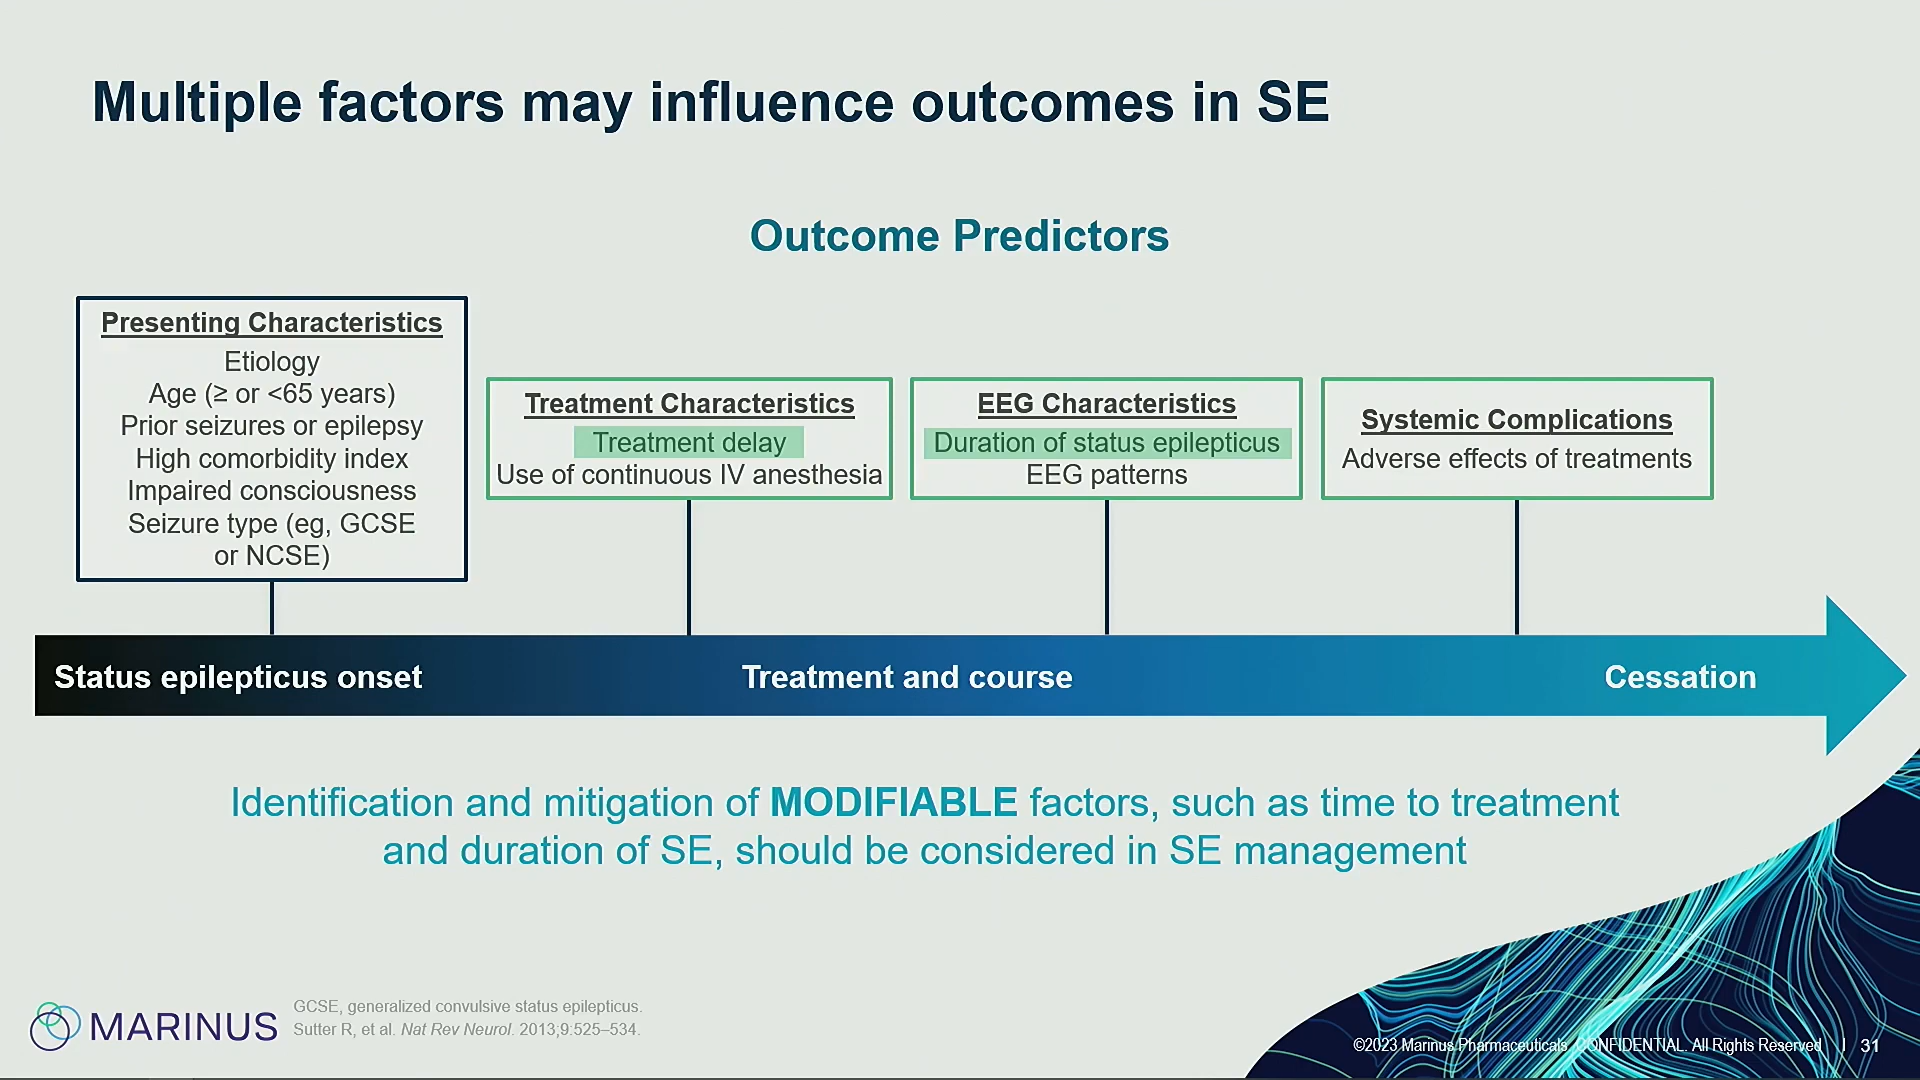 Multiple factors may influence outcomes in SE
Outcome Predictors
Presenting Characteristics
Etiology
Age (≥ or <65 years)
Prior seizures or epilepsy
High comorbidity index
Impaired consciousness
Seizure type (eg, GCSE
or NCSE)
Treatment Characteristics
Treatment delay
Use of continuous IV anesthesia
EEG Characteristics
Duration of status epilepticus
EEG patterns
Systemic Complications
Adverse effects of treatments
Status epilepticus onset
Treatment and course
Cessation
Identification and mitigation of MODIFIABLE factors, such as time to treatment
and duration of SE, should be considered in SE management
MARINUS
GCSE, generalized convulsive status epilepticus.
Sutter R, et al. Nat Rev Neurol. 2013;9:525–534.
©2023 Marinus Pharmaceuticals. CONFIDENTIAL. All Rights Reserved | 31